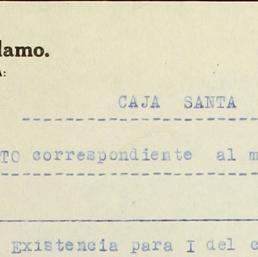 lamo.
A:
CAJA SANTA
TO correspondiente al m
Existencia para I del c